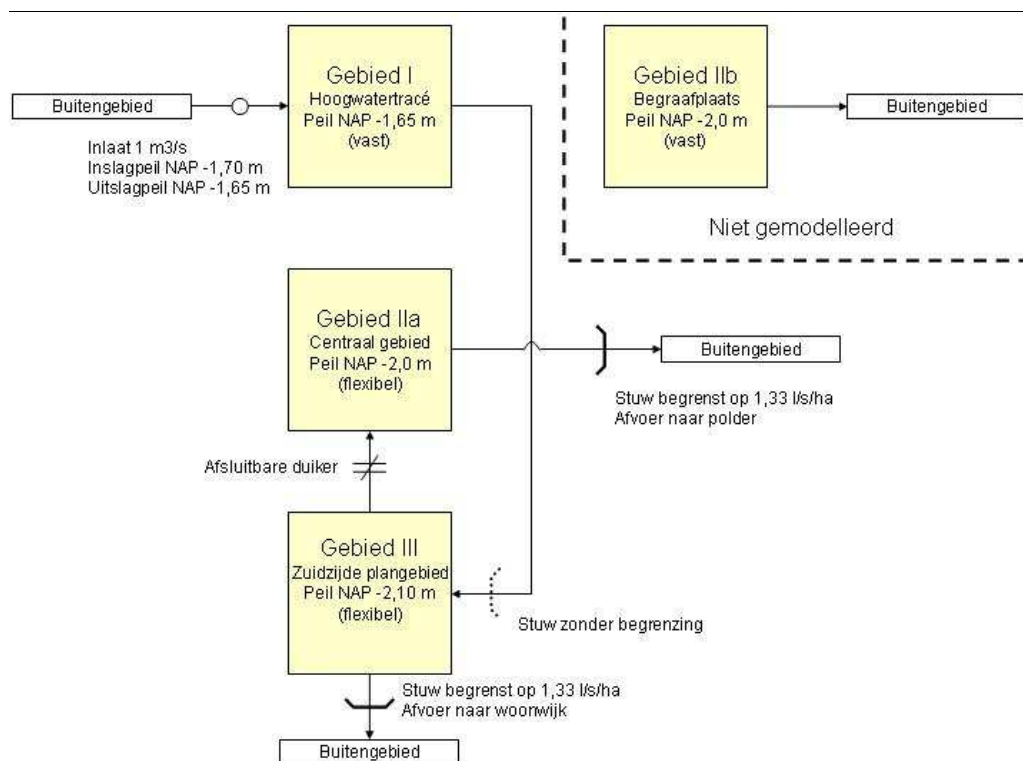 Buitengebied
Inlaat 1 m3/s
Inslagpeil NAP -1,70 m
Uitslagpeil NAP -1,65 m
Gebied I
Hoogwatertracé
Peil NAP -1,65 m
(vast)
Gebied IIb
Begraafplaats
Peil NAP -2,0 m
(vast)
Buitengebied
Niet gemodelleerd
Gebied IIa
Centraal gebied
Peil NAP -2,0 m
(flexibel)
Buitengebied
Stuw begrenst op 1,33 l/s/ha
Afvoer naar polder
Afsluitbare duiker
Gebied III
Zuidzijde plangebied
Peil NAP -2,10 m
(flexibel)
Stuw zonder begrenzing
Stuw begrenst op 1,33 l/s/ha
Afvoer naar woonwijk
Buitengebied